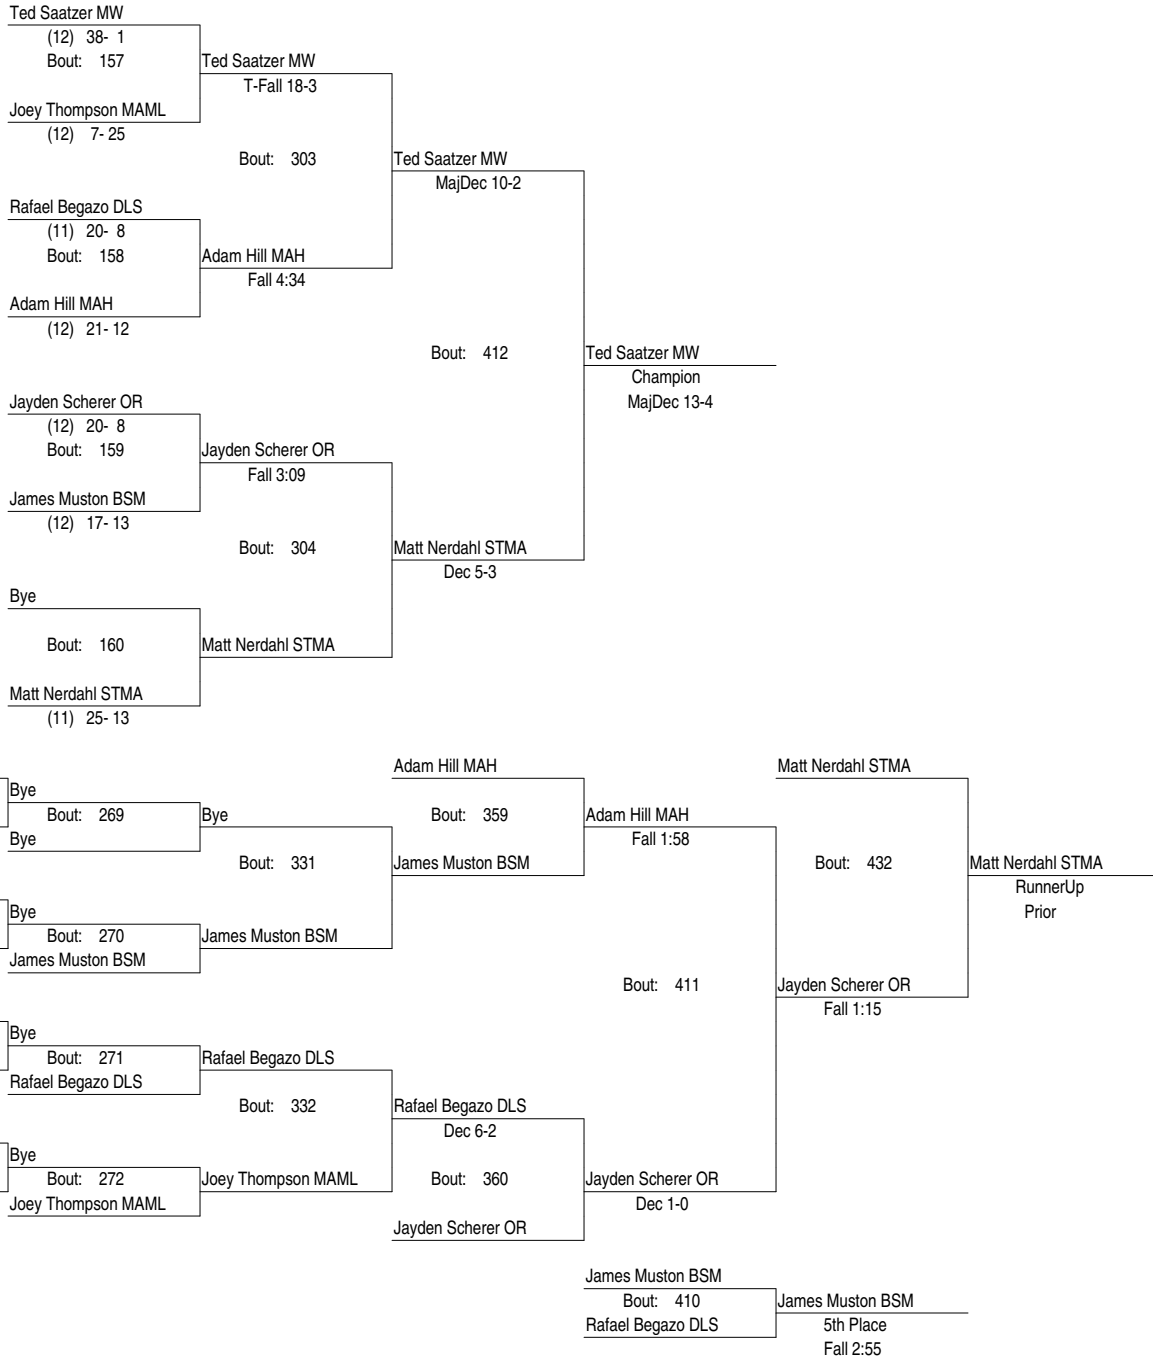 Ted Saatzer MW
(12) 38- 1
Bout: 157
Ted Saatzer MW
T-Fall 18-3
Joey Thompson MAML
(12) 7- 25
Bout: 303
Ted Saatzer MW
MajDec 10-2
Rafael Begazo DLS
(11) 20- 8
Bout: 158
Adam Hill MAH
Fall 4:34
Adam Hill MAH
(12) 21- 12
Bout: 412
Ted Saatzer MW
Champion
MajDec 13-4
Jayden Scherer OR
(12) 20- 8
Bout: 159
Jayden Scherer OR
Fall 3:09
James Muston BSM
(12) 17- 13
Bout: 304
Matt Nerdahl STMA
Dec 5-3
Bye
Bout: 160
Matt Nerdahl STMA
Matt Nerdahl STMA
(11) 25- 13
Adam Hill MAH
Matt Nerdahl STMA
Bye
Bout: 269
Bye
Bout: 359
Adam Hill MAH
Bye
Fall 1:58
Bout: 331
James Muston BSM
Bout: 432
Matt Nerdahl STMA
RunnerUp
Prior
Bye
Bout: 270
James Muston BSM
James Muston BSM
Bout: 411
Jayden Scherer OR
Fall 1:15
Bye
Bout: 271
Rafael Begazo DLS
Rafael Begazo DLS
Bout: 332
Rafael Begazo DLS
Dec 6-2
Bye
Bout: 272
Joey Thompson MAML
Bout: 360
Jayden Scherer OR
Joey Thompson MAML
Dec 1-0
Jayden Scherer OR
James Muston BSM
Bout: 410
James Muston BSM
Rafael Begazo DLS
5th Place
Fall 2:55